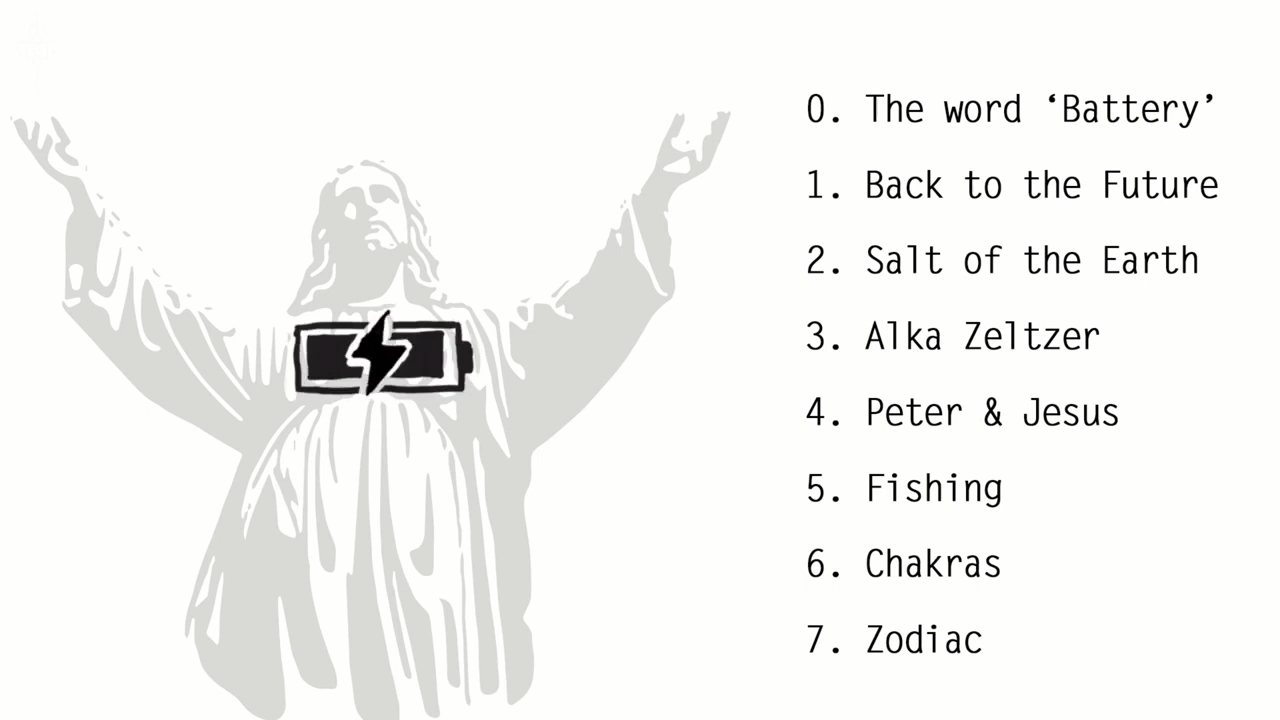 0. The word ‘Battery’
1. Back to the Future
2. Salt of the Earth
3. Alka Zeltzer
4. Peter & Jesus
5. Fishing
6. Chakras
7. Zodiac